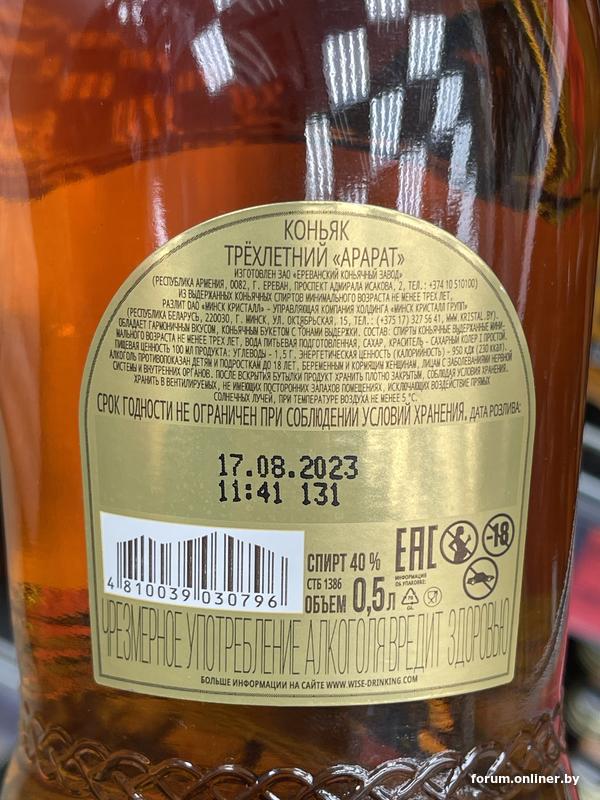 КОНЬЯК
ТРЁХЛЕТНИЙ «АРАРАТ»
ИЗГОТОВЛЕН ЗАО «ЕРЕВАНСКИЙ КОНЬЯЧНЫЙ ЗАВОД»
(РЕСПУБЛИКА АРМЕНИЯ, 0082, Г. ЕРЕВАН, ПРОСПЕКТ АДМИРАЛА ИСАКОВА, 2, ТЕЛ.: +374 10 510100)
ИЗ ВЫДЕРЖАННЫХ КОНЬЯЧНЫХ СПИРТОВ МИНИМАЛЬНОГО ВОЗРАСТА НЕ МЕНЕЕ ТРЕХ ЛЕТ,
РАЗЛИТ ОАО «МИНСК КРИСТАЛЛ» - УПРАВЛЯЮЩАЯ КОМПАНИЯ ХОЛДИНГА «МИНСК КРИСТАЛЛ ГРУПП»
(РЕСПУБЛИКА БЕЛАРУСЬ, 220030, Г. МИНСК, УЛ. ОКТЯБРЬСКАЯ, 15, ТЕЛ.: (+375 17) 327 56 41, WWW.KRISTAL.BY).
ОБЛАДАЕТ ГАРМОНИЧНЫМ ВКУСОМ, КОНЬЯЧНЫМ БУКЕТОМ С ТОНАМИ ВЫДЕРЖКИ. СОСТАВ: СПИРТЫ КОНЬЯЧНЫЕ ВЫДЕРЖАННЫЕ МИНИ-
МАЛЬНОГО ВОЗРАСТА НЕ МЕНЕЕ ТРЕХ ЛЕТ, ВОДА ПИТЬЕВАЯ ПОДГОТОВЛЕННАЯ, САХАР, КРАСИТЕЛЬ - САХАРНЫЙ КОЛЕР I ПРОСТОЙ.
ПИЩЕВАЯ ЦЕННОСТЬ 100 МЛ ПРОДУКТА: УГЛЕВОДЫ - 1,5 Г, ЭНЕРГЕТИЧЕСКАЯ ЦЕННОСТЬ (КАЛОРИЙНОСТЬ) - 950 КДЖ (230 ККАЛ).
АЛКОГОЛЬ ПРОТИВОПОКАЗАН ДЕТЯМ И ПОДРОСТКАМ ДО 18 ЛЕТ, БЕРЕМЕННЫМ И КОРМЯЩИМ ЖЕНЩИНАМ, ЛИЦАМ С ЗАБОЛЕВАНИЯМИ НЕРВНОЙ
СИСТЕМЫ И ВНУТРЕННИХ ОРГАНОВ. ПОСЛЕ ВСКРЫТИЯ БУТЫЛКИ ПРОДУКТ ХРАНИТЬ ПЛОТНО ЗАКРЫТЫМ, СОБЛЮДАЯ УСЛОВИЯ ХРАНЕНИЯ.
ХРАНИТЬ В ВЕНТИЛИРУЕМЫХ, НЕ ИМЕЮЩИХ ПОСТОРОННИХ ЗАПАХОВ ПОМЕЩЕНИЯХ, ИСКЛЮЧАЮЩИХ ВОЗДЕЙСТВИЕ ПРЯМЫХ
СОЛНЕЧНЫХ ЛУЧЕЙ, ПРИ ТЕМПЕРАТУРЕ ВОЗДУХА НЕ МЕНЕЕ 5 °С.
СРОК ГОДНОСТИ НЕ ОГРАНИЧЕН ПРИ СОБЛЮДЕНИИ УСЛОВИЙ ХРАНЕНИЯ. ДАТА РОЗЛИВА:
17.08.2023
11:41 131
4 810039 030796
СПИРТ 40 %
СТБ 1386
ОБЪЕМ 0,5 л
ЕАС
-18
ИНФОРМАЦИЯ
ОБ УПАКОВКЕ:
70
GL
ЧРЕЗМЕРНОЕ УПОТРЕБЛЕНИЕ АЛКОГОЛЯ ВРЕДИТ ЗДОРОВЬЮ
БОЛЬШЕ ИНФОРМАЦИИ НА САЙТЕ WWW.WISE-DRINKING.COM
forum.onliner.by